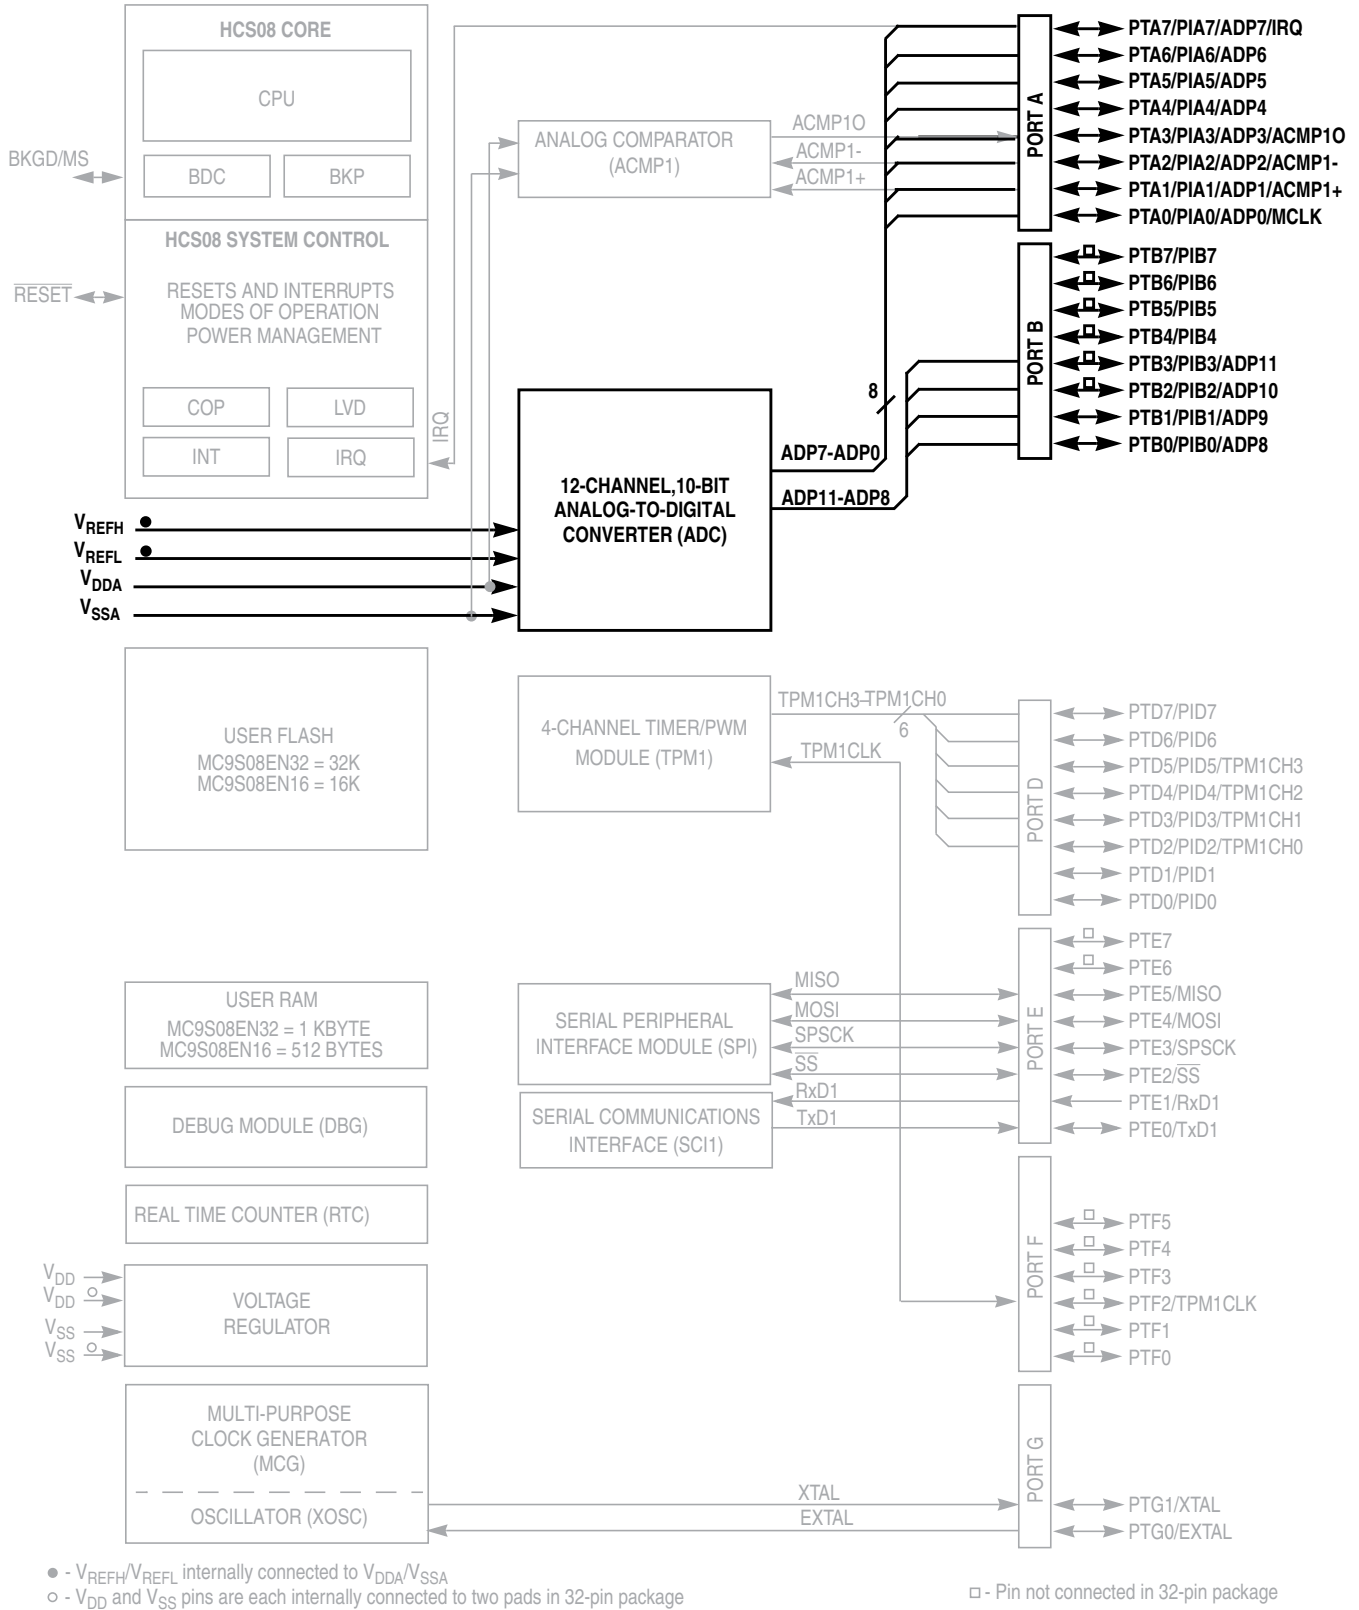 HCS08 CORE
CPU
BDC
BKP
BKGD/MS
HCS08 SYSTEM CONTROL
RESETS AND INTERRUPTS
MODES OF OPERATION
POWER MANAGEMENT
RESET
COP
LVD
INT
IRQ
IRQ
ANALOG COMPARATOR
(ACMP1)
ACMP1O
ACMP1-
ACMP1+
PORT A
PTA7/PIA7/ADP7/IRQ
PTA6/PIA6/ADP6
PTA5/PIA5/ADP5
PTA4/PIA4/ADP4
PTA3/PIA3/ADP3/ACMP1O
PTA2/PIA2/ADP2/ACMP1-
PTA1/PIA1/ADP1/ACMP1+
PTA0/PIA0/ADP0/MCLK
PORT B
PTB7/PIB7
PTB6/PIB6
PTB5/PIB5
PTB4/PIB4
PTB3/PIB3/ADP11
PTB2/PIB2/ADP10
PTB1/PIB1/ADP9
PTB0/PIB0/ADP8
8
ADP7-ADP0
ADP11-ADP8
12-CHANNEL,10-BIT
ANALOG-TO-DIGITAL
CONVERTER (ADC)
VREFH
VREFL
VDDA
VSSA
USER FLASH
MC9S08EN32 = 32K
MC9S08EN16 = 16K
4-CHANNEL TIMER/PWM
MODULE (TPM1)
TPM1CH3–TPM1CH0
6
TPM1CLK
PORT D
PTD7/PID7
PTD6/PID6
PTD5/PID5/TPM1CH3
PTD4/PID4/TPM1CH2
PTD3/PID3/TPM1CH1
PTD2/PID2/TPM1CH0
PTD1/PID1
PTD0/PID0
USER RAM
MC9S08EN32 = 1 KBYTE
MC9S08EN16 = 512 BYTES
SERIAL PERIPHERAL
INTERFACE MODULE (SPI)
MISO
MOSI
SPSCK
SS
RxD1
TxD1
PORT E
PTE7
PTE6
PTE5/MISO
PTE4/MOSI
PTE3/SPSCK
PTE2/SS
PTE1/RxD1
PTE0/TxD1
DEBUG MODULE (DBG)
SERIAL COMMUNICATIONS
INTERFACE (SCI1)
REAL TIME COUNTER (RTC)
VDD
VDD
VSS
VSS
VOLTAGE
REGULATOR
PORT F
PTF5
PTF4
PTF3
PTF2/TPM1CLK
PTF1
PTF0
MULTI-PURPOSE
CLOCK GENERATOR
(MCG)
OSCILLATOR (XOSC)
XTAL
EXTAL
PORT G
PTG1/XTAL
PTG0/EXTAL
● - VREFH/VREFL internally connected to VDDA/VSSA
○ - VDD and VSS pins are each internally connected to two pads in 32-pin package
□ - Pin not connected in 32-pin package